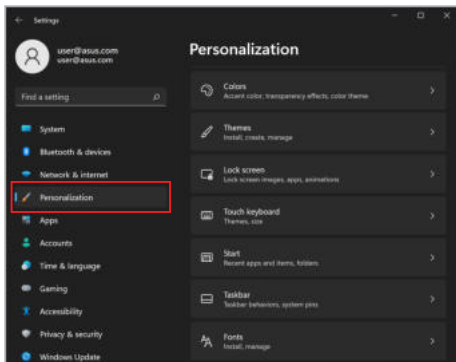 Settings
user@asus.com
user@asus.com
Find a setting
System
Bluetooth & devices
Network & internet
Personalization
Apps
Accounts
Time & language
Gaming
Accessibility
Privacy & security
Windows Update
Personalization
Colors
Accent color, transparency effects, color theme
Themes
Install, create, manage
Lock screen
Lock screen images, apps, animations
Touch keyboard
Themes, size
Start
Recent apps and items, folders
Taskbar
Taskbar behaviors, system pins
Fonts
Install, manage